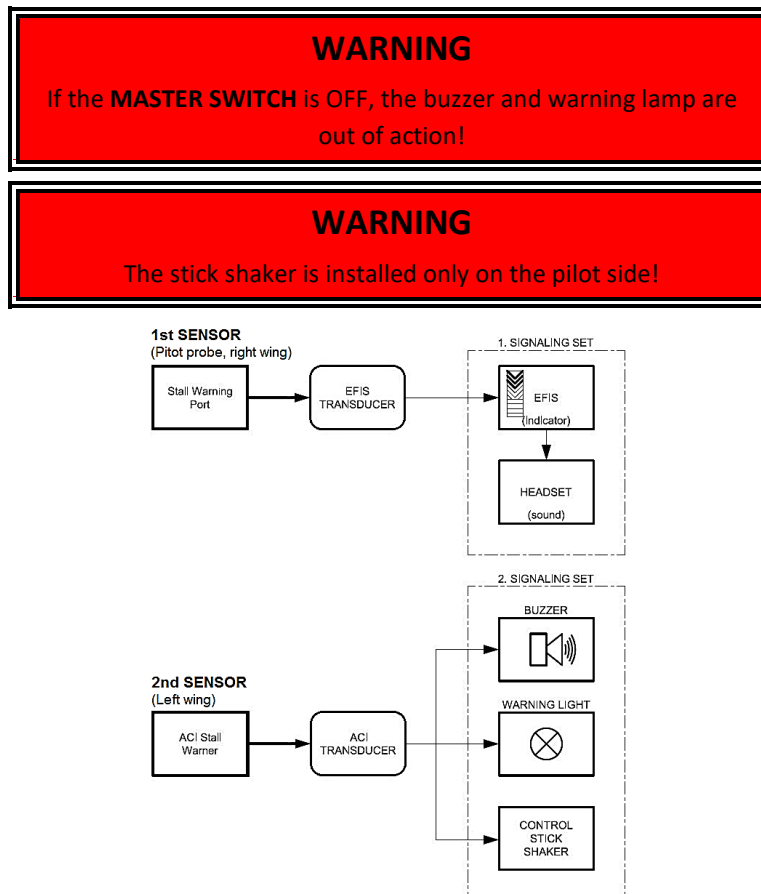 WARNING
If the MASTER SWITCH is OFF, the buzzer and warning lamp are
out of action!
WARNING
The stick shaker is installed only on the pilot side!
1st SENSOR
(Pitot probe, right wing)
Stall Warning
Port
EFIS
TRANSDUCER
1. SIGNALING SET
EFIS
(Indicator)
HEADSET
(sound)
2. SIGNALING SET
BUZZER
2nd SENSOR
(Left wing)
ACI Stall
Warner
ACI
TRANSDUCER
WARNING LIGHT
CONTROL
STICK
SHAKER